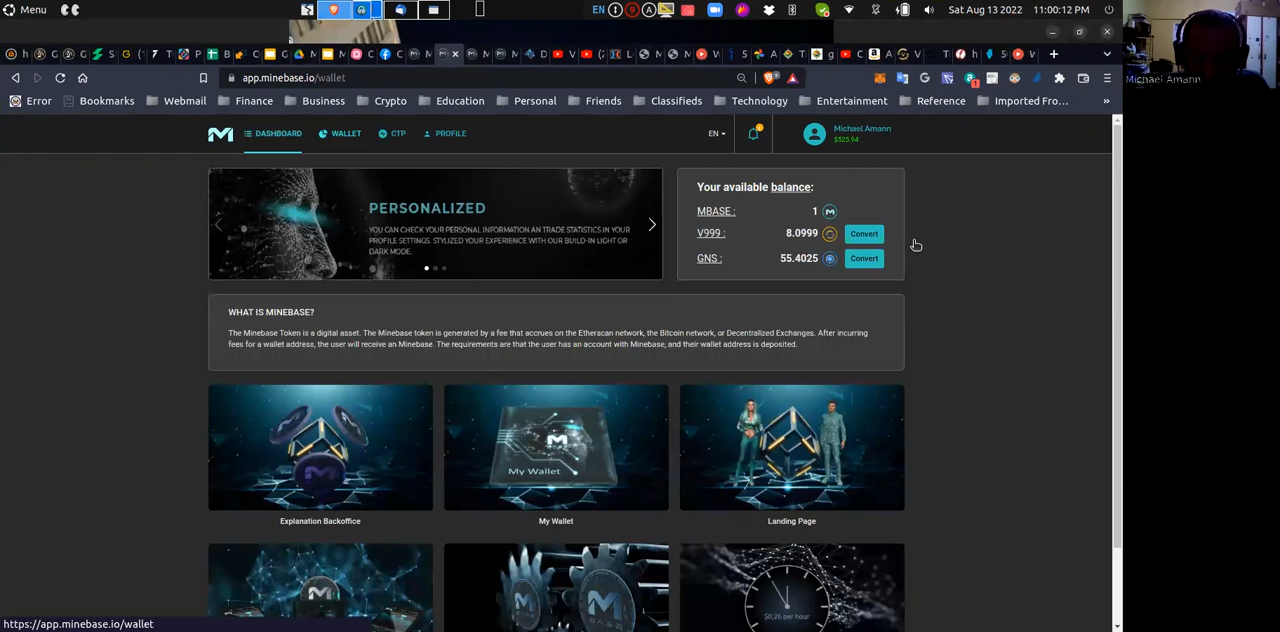 Menu
EN
Sat Aug 13 2022 11:00:12 PM
app.minebase.io/wallet
Michael Amann
Error
Bookmarks
Webmail
Finance
Business
Crypto
Education
Personal
Friends
Classifieds
Technology
Entertainment
Reference
Imported Fro...
DASHBOARD
WALLET
CTP
PROFILE
EN
Michael Amann
$525.94
PERSONALIZED
YOU CAN CHECK YOUR PERSONAL INFORMATION AN TRADE STATISTICS IN YOUR
PROFILE SETTINGS. STYLIZED YOUR EXPERIENCE WITH OUR BUILD-IN LIGHT OR
DARK MODE.
Your available balance:
MBASE : 1
V999 : 8.0999 Convert
GNS : 55.4025 Convert
WHAT IS MINEBASE?
The Minebase Token is a digital asset. The Minebase token is generated by a fee that accrues on the Etherscan network, the Bitcoin network, or Decentralized Exchanges. After incurring
fees for a wallet address, the user will receive an Minebase. The requirements are that the user has an account with Minebase, and their wallet address is deposited.
My Wallet
Explanation Backoffice
My Wallet
Landing Page
$0,26 per hour
https://app.minebase.io/wallet